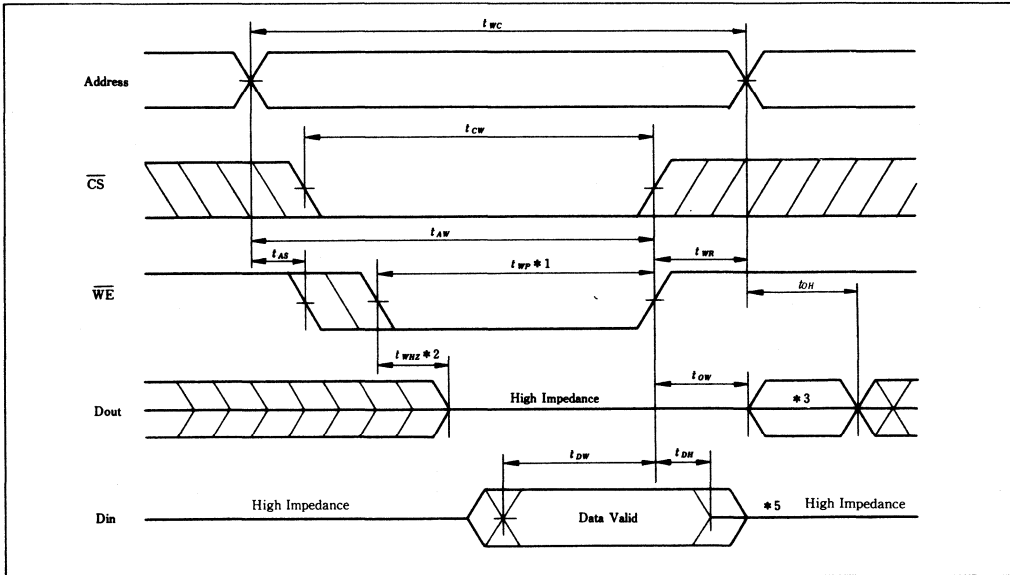 t WC
Address
t CW
CS
t AW
t AS
t WP *1
t WR
WE
t OH
t WHZ *2
t OW
High Impedance
*3
Dout
t DW
t DH
High Impedance
*5 High Impedance
Din
Data Valid